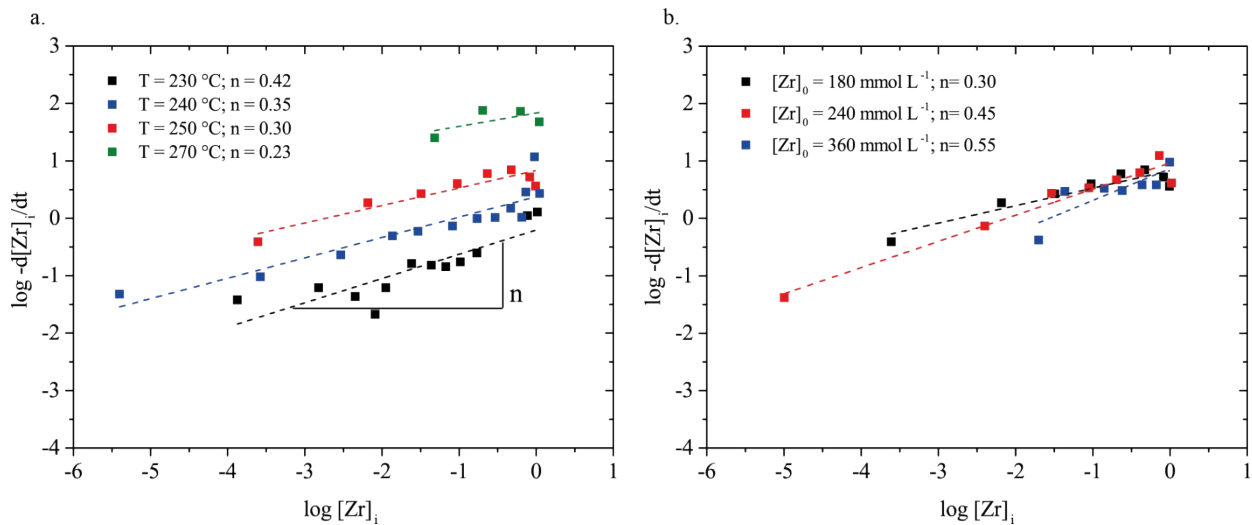 a.
3
2
1
0
-1
-2
-3
-4
-6
-5
-4
-3
-2
-1
0
1
log -d[Zr]i/dt
log [Zr]i
T = 230 °C; n = 0.42
T = 240 °C; n = 0.35
T = 250 °C; n = 0.30
T = 270 °C; n = 0.23
n
b.
3
2
1
0
-1
-2
-3
-4
-6
-5
-4
-3
-2
-1
0
1
log -d[Zr]i/dt
log [Zr]i
[Zr]0 = 180 mmol L-1; n= 0.30
[Zr]0 = 240 mmol L-1; n= 0.45
[Zr]0 = 360 mmol L-1; n= 0.55